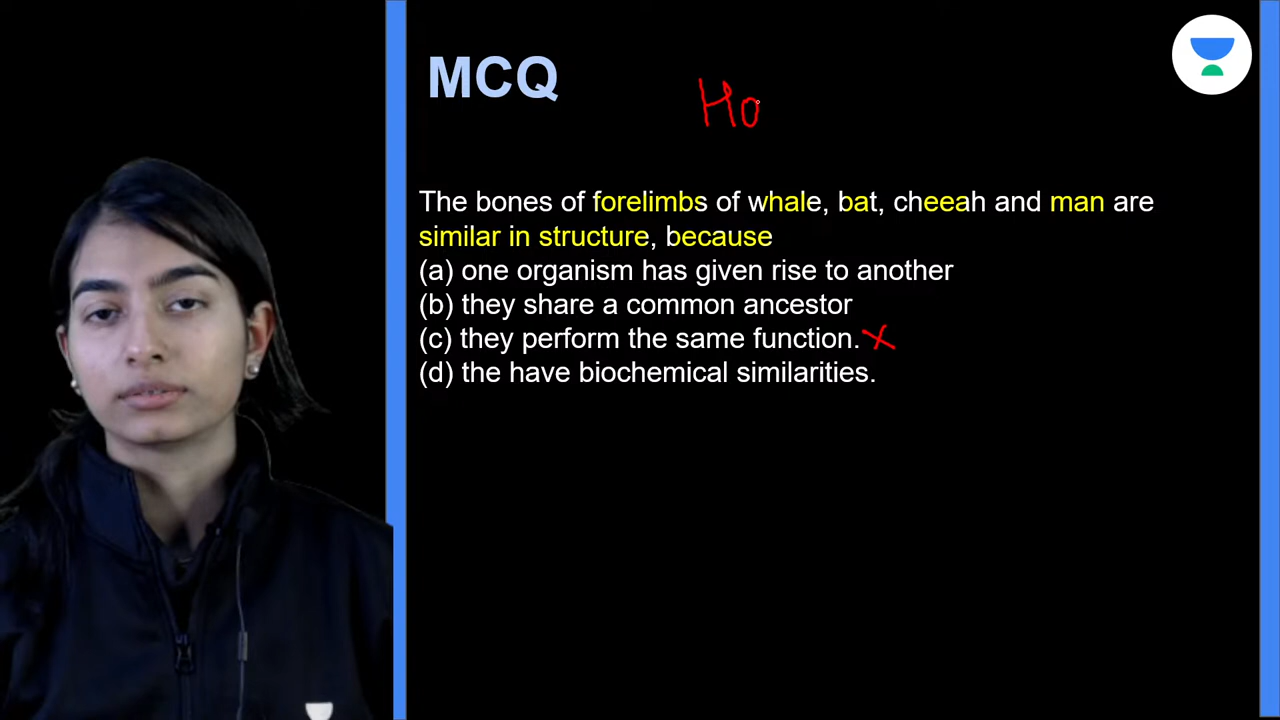 MCQ
Ho
The bones of forelimbs of whale, bat, cheeah and man are
similar in structure, because
(a) one organism has given rise to another
(b) they share a common ancestor
(c) they perform the same function. X
(d) the have biochemical similarities.